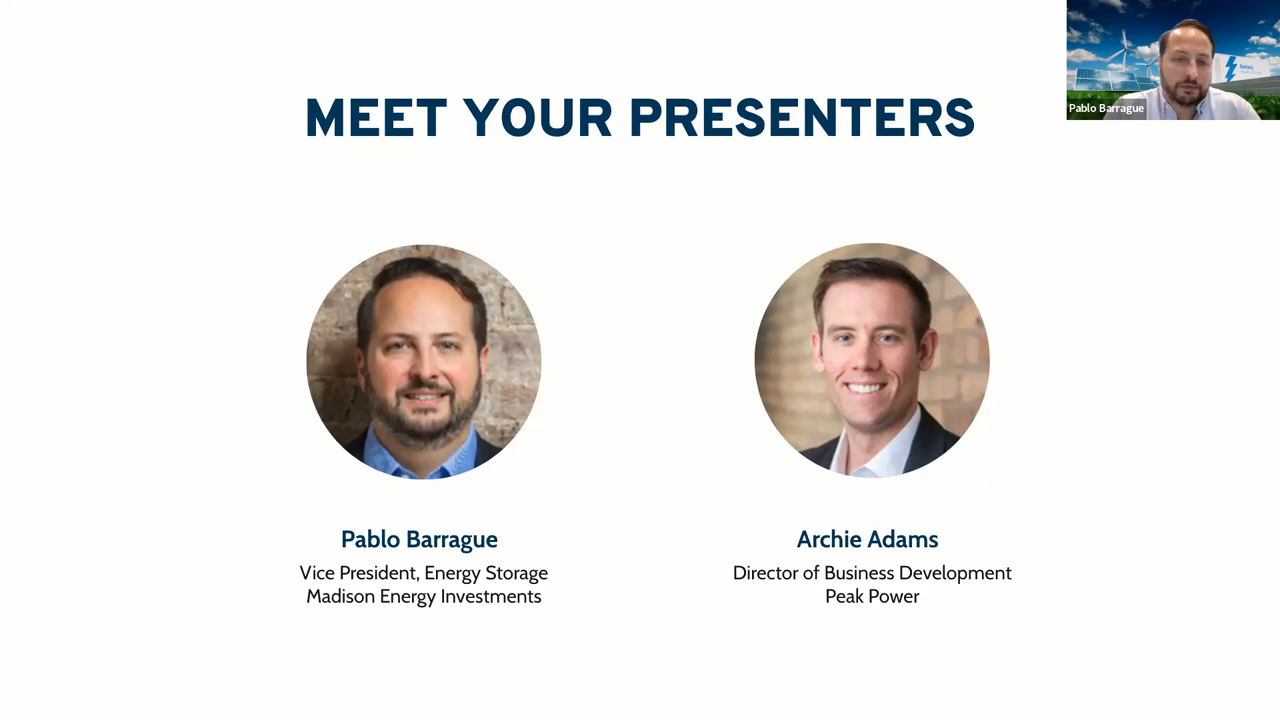 MEET YOUR PRESENTERS
Pablo Barrague
Pablo Barrague
Vice President, Energy Storage
Madison Energy Investments
Archie Adams
Director of Business Development
Peak Power